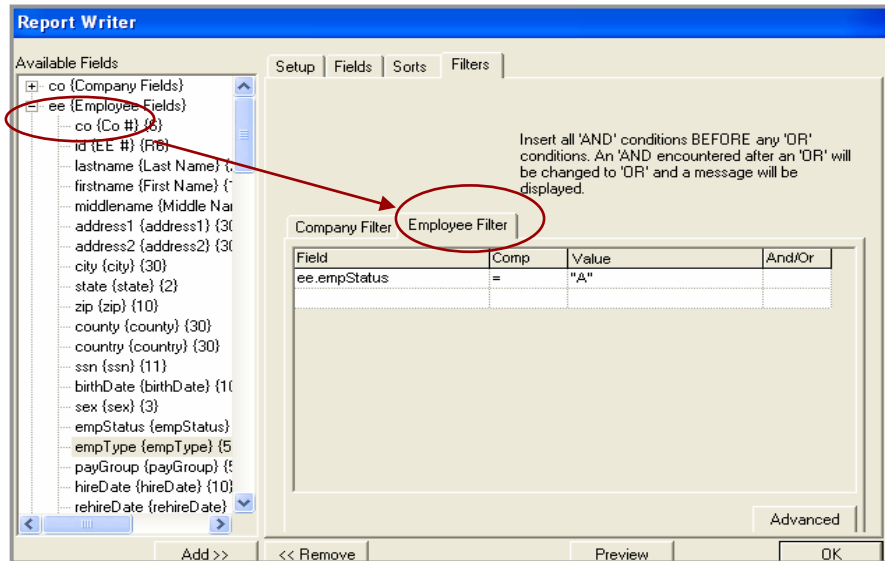 Report Writer
Available Fields
co {Company Fields}
ee {Employee Fields}
co {Co #} {6}
id {EE #} {R6}
lastname {Last Name} {
firstname {First Name} {
middlename {Middle Nar
address1 {address1} {30
address2 {address2} {30
city {city} {30}
state {state} {2}
zip {zip} {10}
county {county} {30}
country {country} {30}
ssn {ssn} {11}
birthDate {birthDate} {10
sex {sex} {3}
empStatus {empStatus}
empType {empType} {5
payGroup {payGroup} {5
hireDate {hireDate} {10}
rehireDate {rehireDate}
Add >>
Setup Fields Sorts Filters
Insert all 'AND' conditions BEFORE any 'OR'
conditions. An 'AND encountered after an 'OR' will
be changed to 'OR' and a message will be
displayed.
Company Filter Employee Filter
Field Comp Value And/Or
ee.empStatus = "A"
Advanced
<< Remove Preview OK